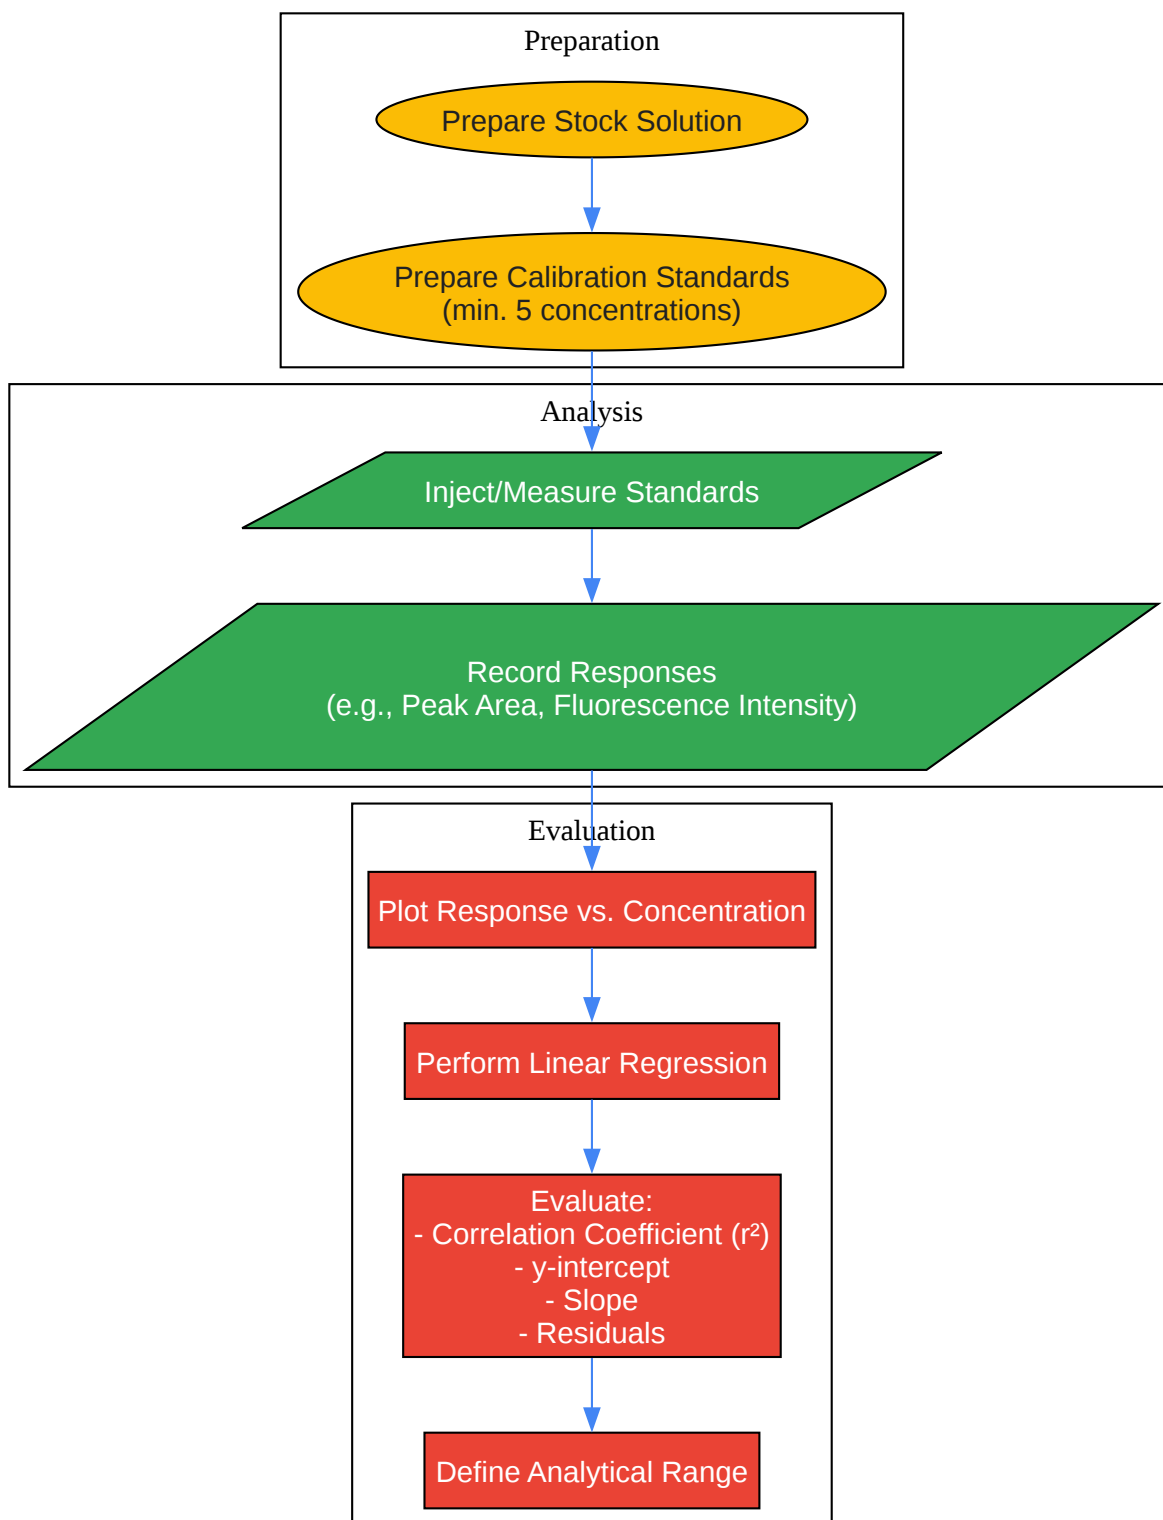 Preparation
Prepare Stock Solution
Prepare Calibration Standards
(min. 5 concentrations)
Analysis
Inject/Measure Standards
Record Responses
(e.g., Peak Area, Fluorescence Intensity)
Evaluation
Plot Response vs. Concentration
Perform Linear Regression
Evaluate:
- Correlation Coefficient (r²)
- y-intercept
- Slope
- Residuals
Define Analytical Range